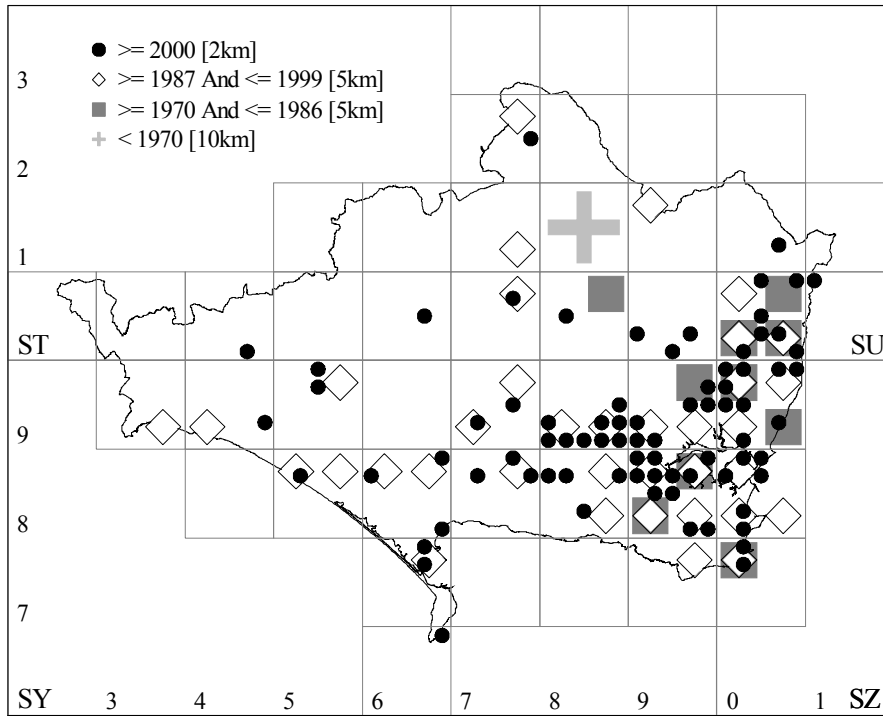 >= 2000 [2km]
>= 1987 And <= 1999 [5km]
>= 1970 And <= 1986 [5km]
< 1970 [10km]
3
2
1
ST SU
9
8
7
SY 3 4 5 6 7 8 9 0 1 SZ